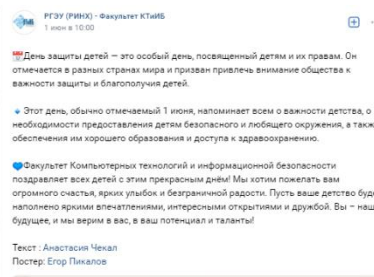 РГЭУ (РИНХ) - Факультет КТиИБ
1 июн в 10:00
День защиты детей — это особый день, посвященный детям и их правам. Он
отмечается в разных странах мира и призван привлечь внимание общества к
важности защиты и благополучия детей.
Этот день, обычно отмечаемый 1 июня, напоминает всем о важности детства, о
необходимости предоставления детям безопасного и любящего окружения, а такж
обеспечения им хорошего образования и доступа к здравоохранению.
Факультет Компьютерных технологий и информационной безопасности
поздравляет всех детей с этим прекрасным днём! Мы хотим пожелать вам
огромного счастья, ярких улыбок и безграничной радости. Пусть ваше детство буде
наполнено яркими впечатлениями, интересными открытиями и дружбой. Вы – наш
будущее, и мы верим в вас, в ваш потенциал и таланты!
Текст : Анастасия Чекал
Постер: Егор Пикалов